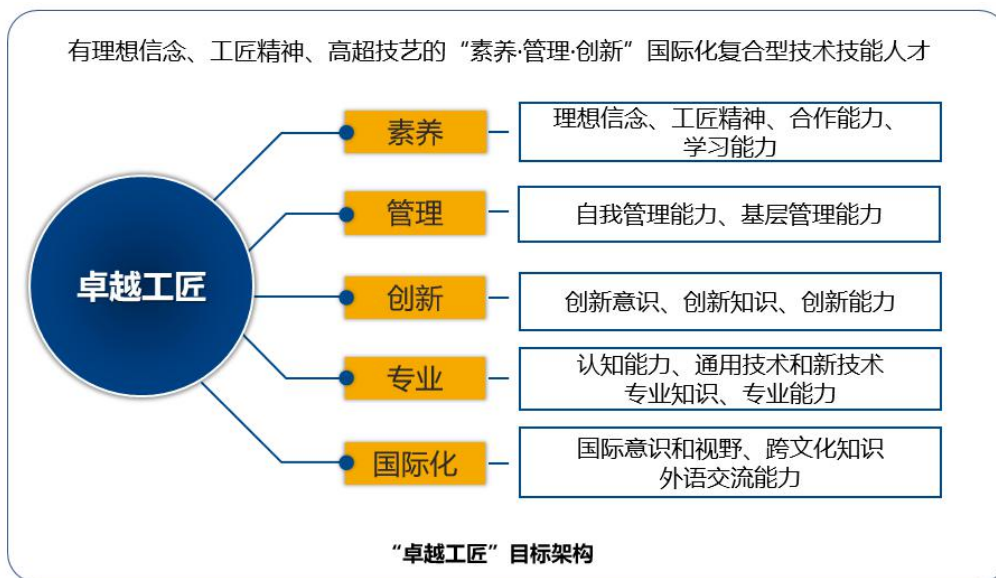 有理想信念、工匠精神、高超技艺的“素养·管理·创新”国际化复合型技术技能人才
卓越工匠
素养
理想信念、工匠精神、合作能力、
学习能力
管理
自我管理能力、基层管理能力
创新
创新意识、创新知识、创新能力
专业
认知能力、通用技术和新技术
专业知识、专业能力
国际化
国际意识和视野、跨文化知识
外语交流能力
“卓越工匠”目标架构